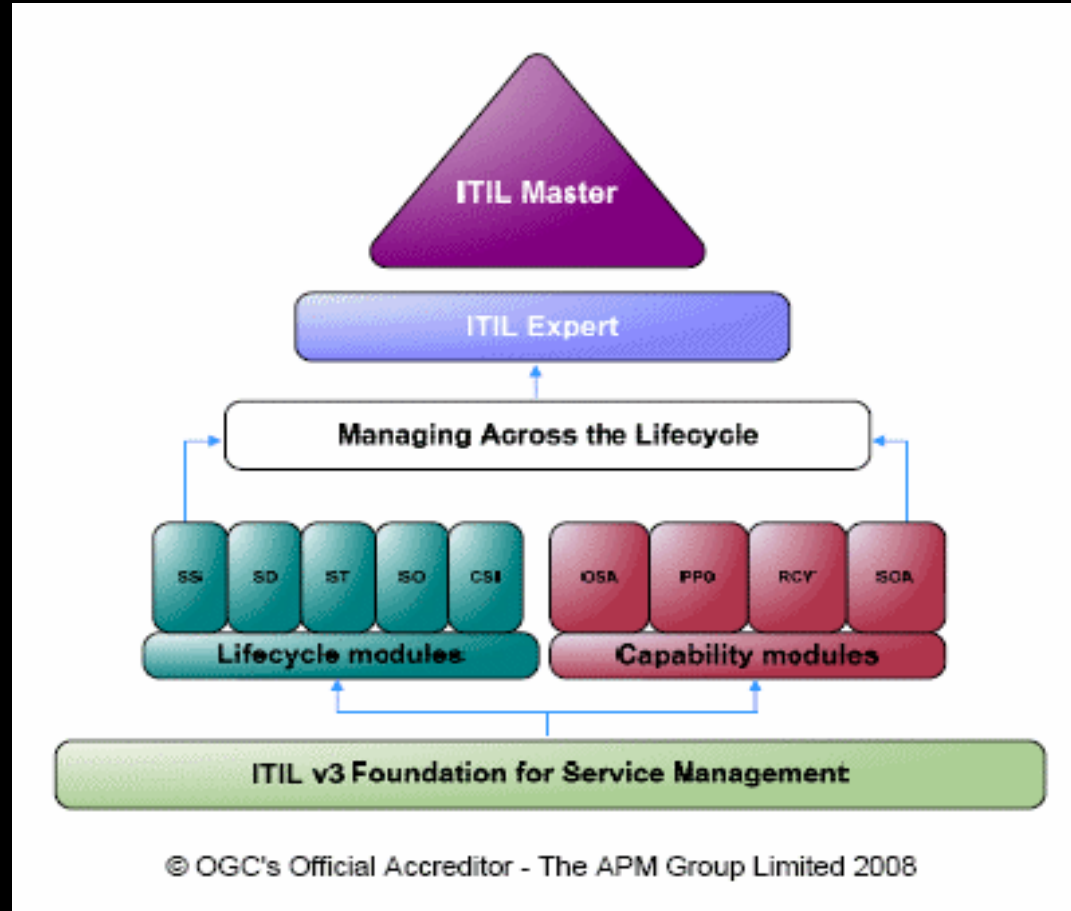 ITIL Master
ITIL Expert
Managing Across the Lifecycle
SS SD ST SO CSI OSA PPO RCV SOA
Lifecycle modules Capability modules
ITIL v3 Foundation for Service Management
© OGC's Official Accreditor - The APM Group Limited 2008